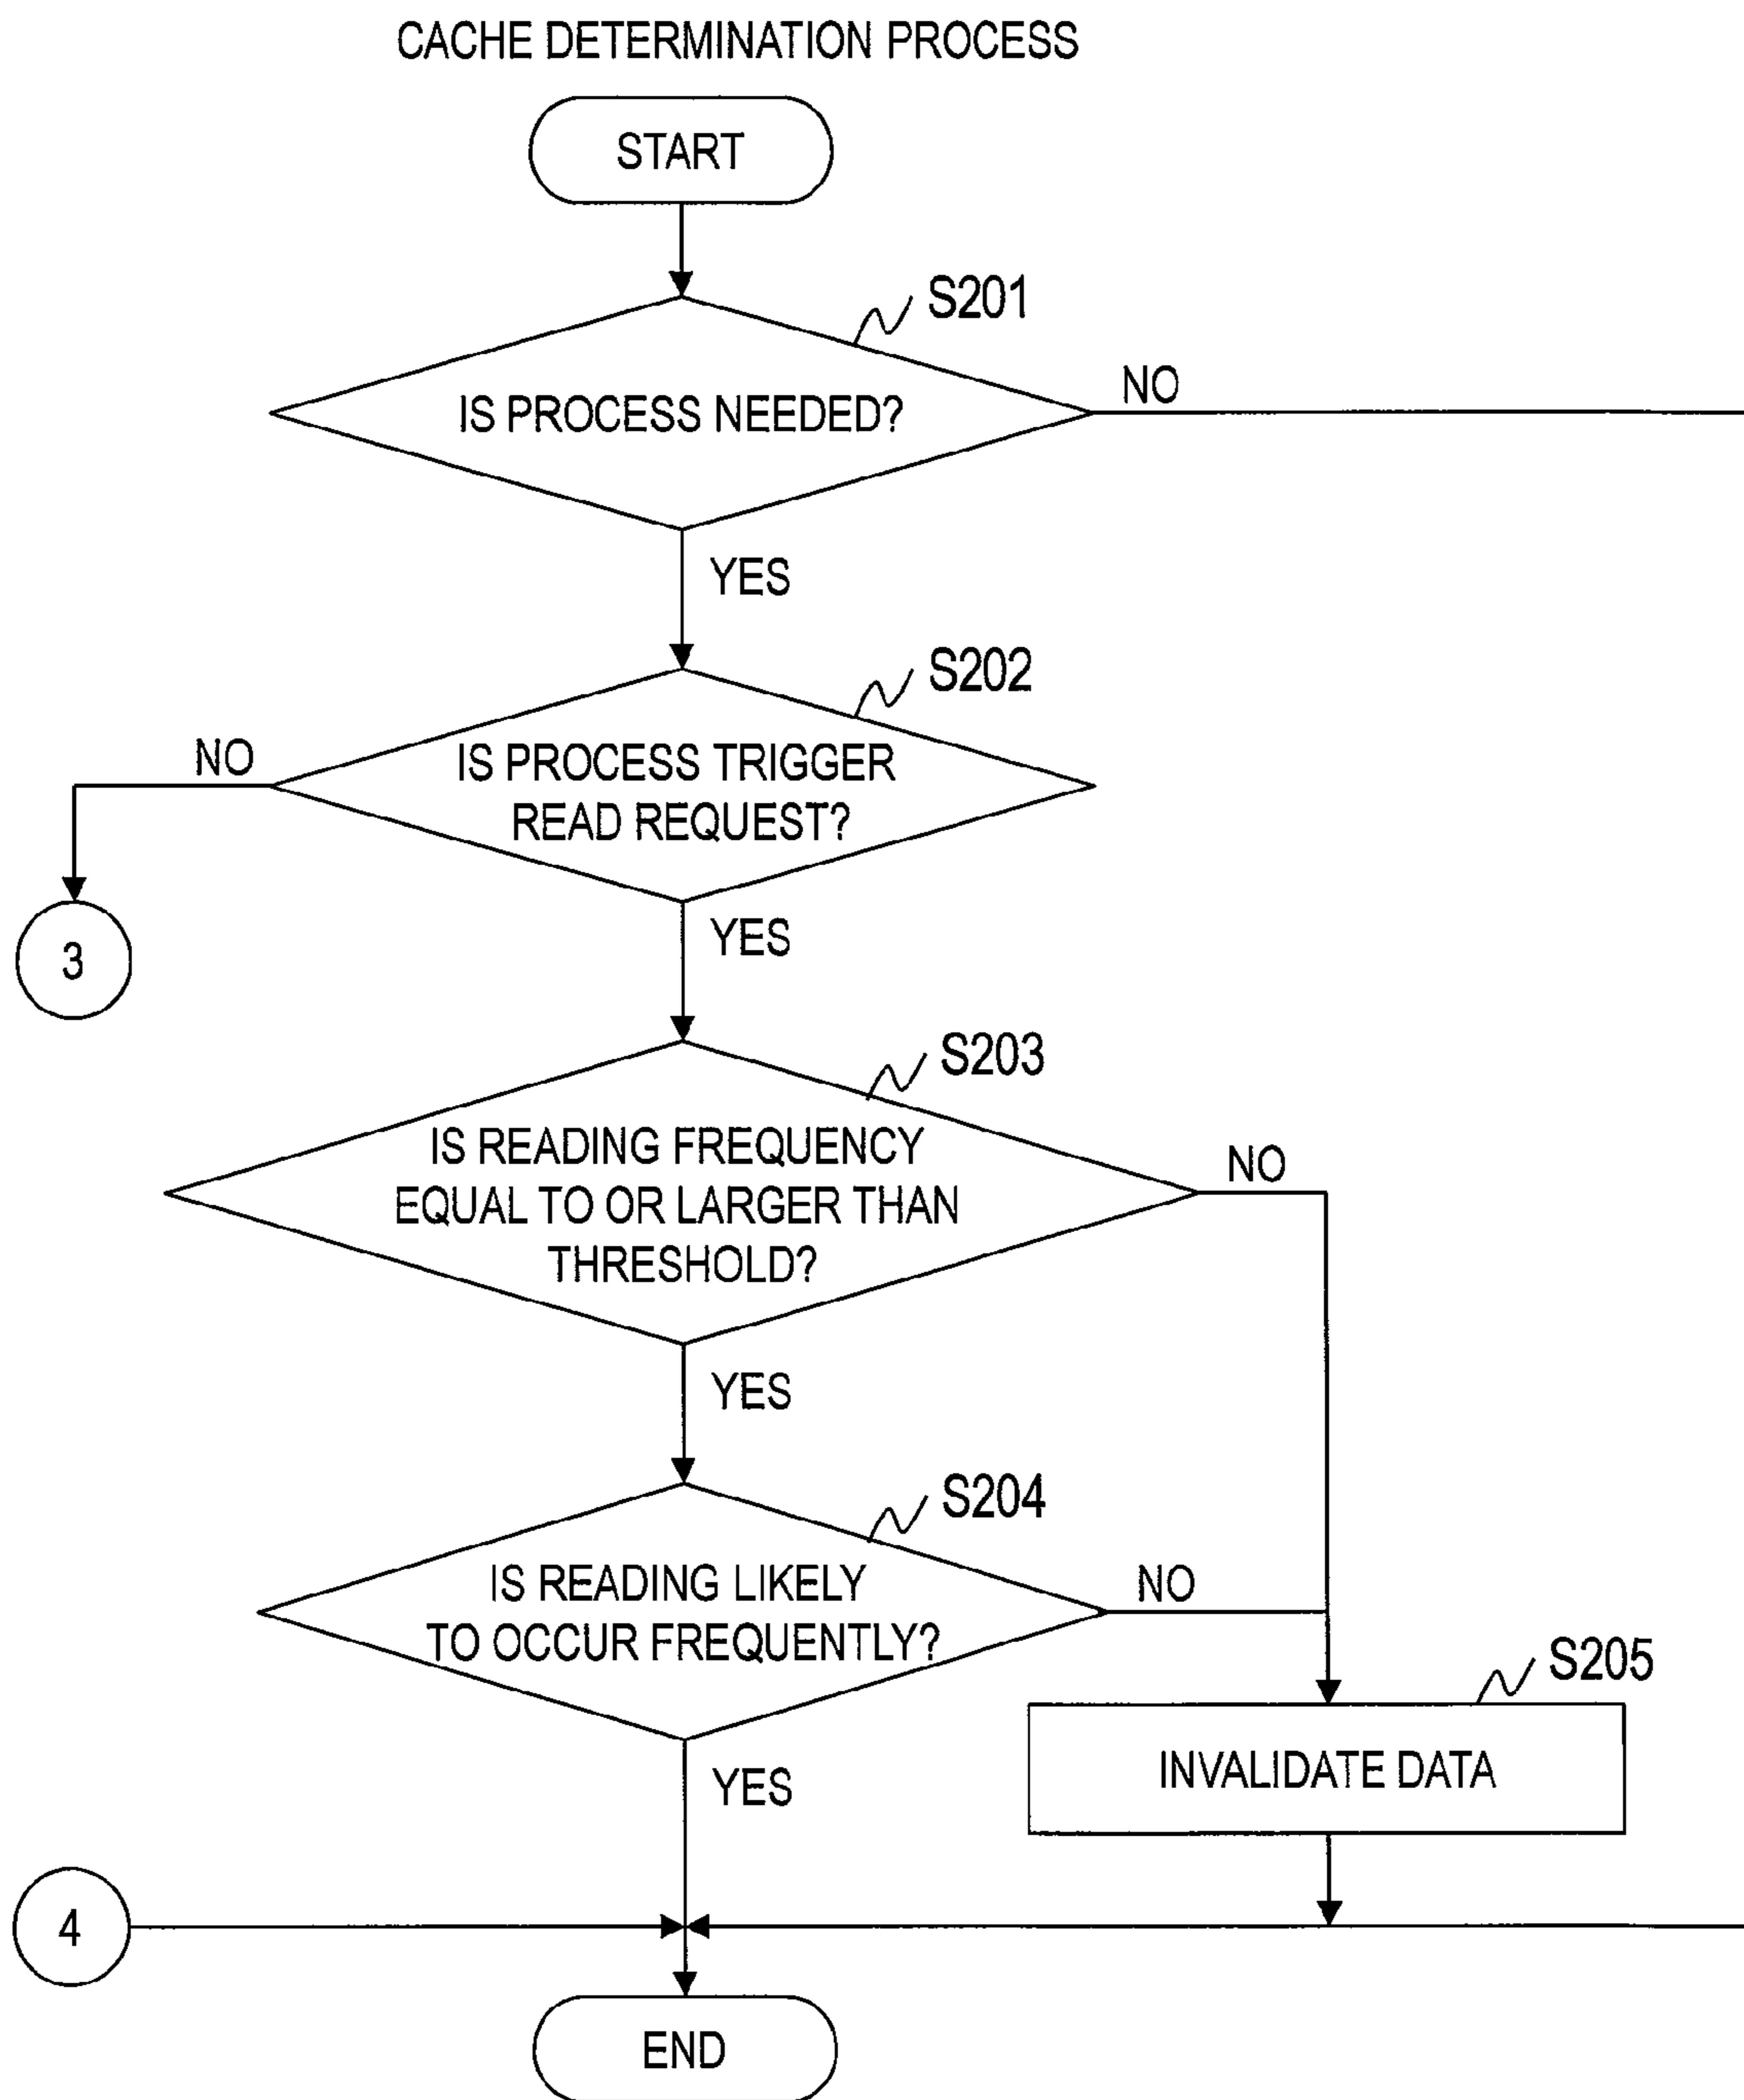 CACHE DETERMINATION PROCESS
START
S201
IS PROCESS NEEDED?
NO
YES
S202
NO
IS PROCESS TRIGGER
READ REQUEST?
YES
3
S203
IS READING FREQUENCY
EQUAL TO OR LARGER THAN
THRESHOLD?
NO
YES
S204
IS READING LIKELY
TO OCCUR FREQUENTLY?
NO
S205
INVALIDATE DATA
YES
4
END